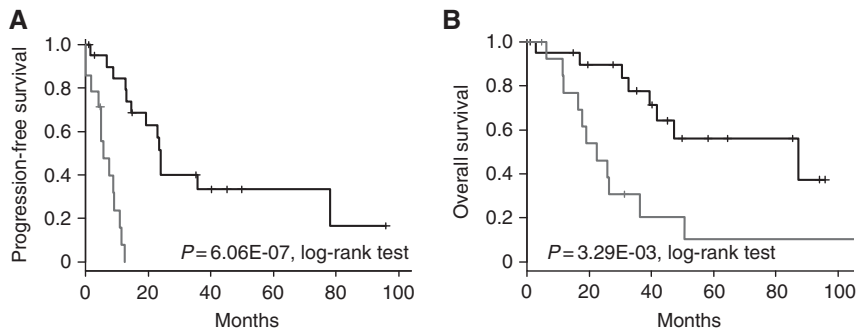 A
Progression-free survival
1.0
0.8
0.6
0.4
0.2
0
P = 6.06E-07, log-rank test
0 20 40 60 80 100
Months
B
Overall survival
1.0
0.8
0.6
0.4
0.2
0
P = 3.29E-03, log-rank test
0 20 40 60 80 100
Months